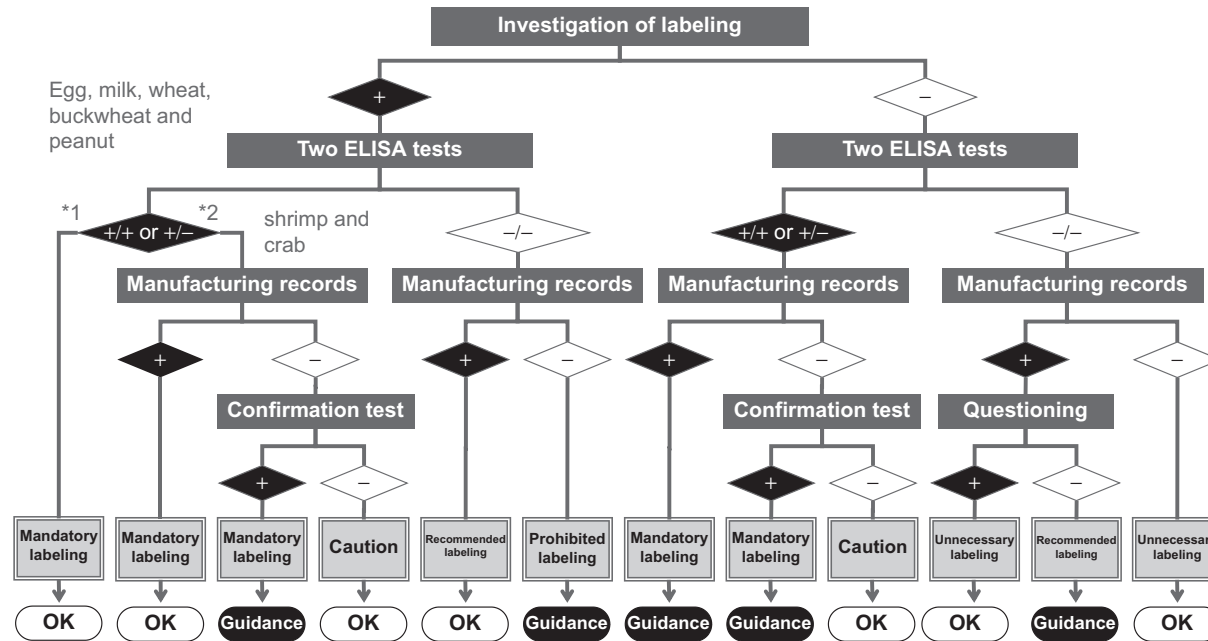 Investigation of labeling
+
−
Egg, milk, wheat,
buckwheat and
peanut
Two ELISA tests
Two ELISA tests
*1
+/+ or +/−
*2
shrimp and
crab
−/−
+/+ or +/−
−/−
Manufacturing records
Manufacturing records
Manufacturing records
Manufacturing records
+
−
+
−
+
−
+
−
Confirmation test
Confirmation test
Questioning
+
−
+
−
+
−
Mandatory
labeling
Mandatory
labeling
Mandatory
labeling
Caution
Recommended
labeling
Prohibited
labeling
Mandatory
labeling
Mandatory
labeling
Caution
Unnecessary
labeling
Recommended
labeling
Unnecessary
labeling
OK
OK
Guidance
OK
OK
Guidance
Guidance
Guidance
OK
OK
Guidance
OK